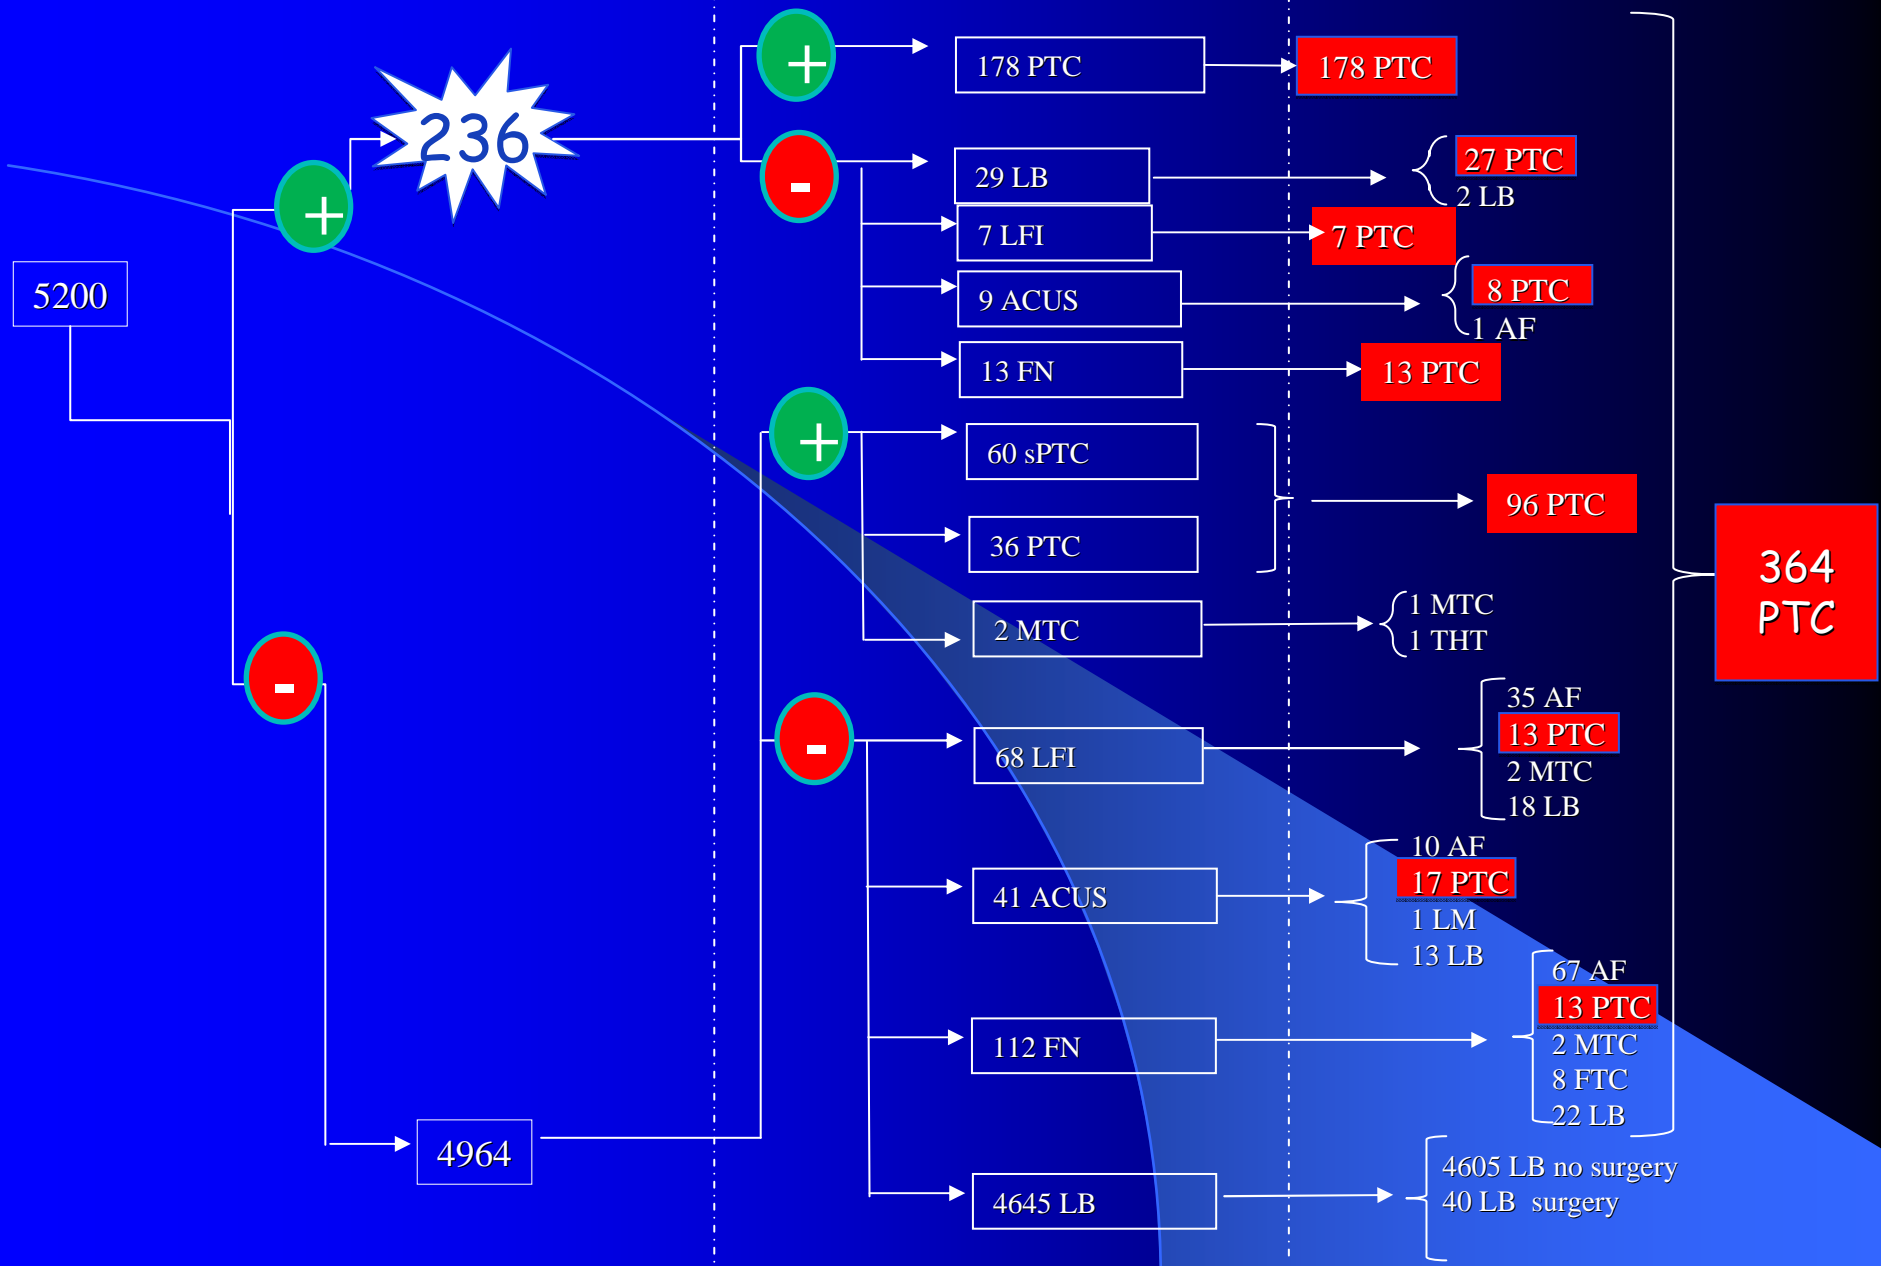 5200
+
-
236
4964
+
-
+
-
178 PTC
29 LB
7 LFI
9 ACUS
13 FN
60 sPTC
36 PTC
2 MTC
68 LFI
41 ACUS
112 FN
4645 LB
178 PTC
27 PTC
2 LB
7 PTC
8 PTC
1 AF
13 PTC
96 PTC
1 MTC
1 THT
35 AF
13 PTC
2 MTC
18 LB
10 AF
17 PTC
1 LM
13 LB
67 AF
13 PTC
2 MTC
8 FTC
22 LB
4605 LB no surgery
40 LB surgery
364
PTC